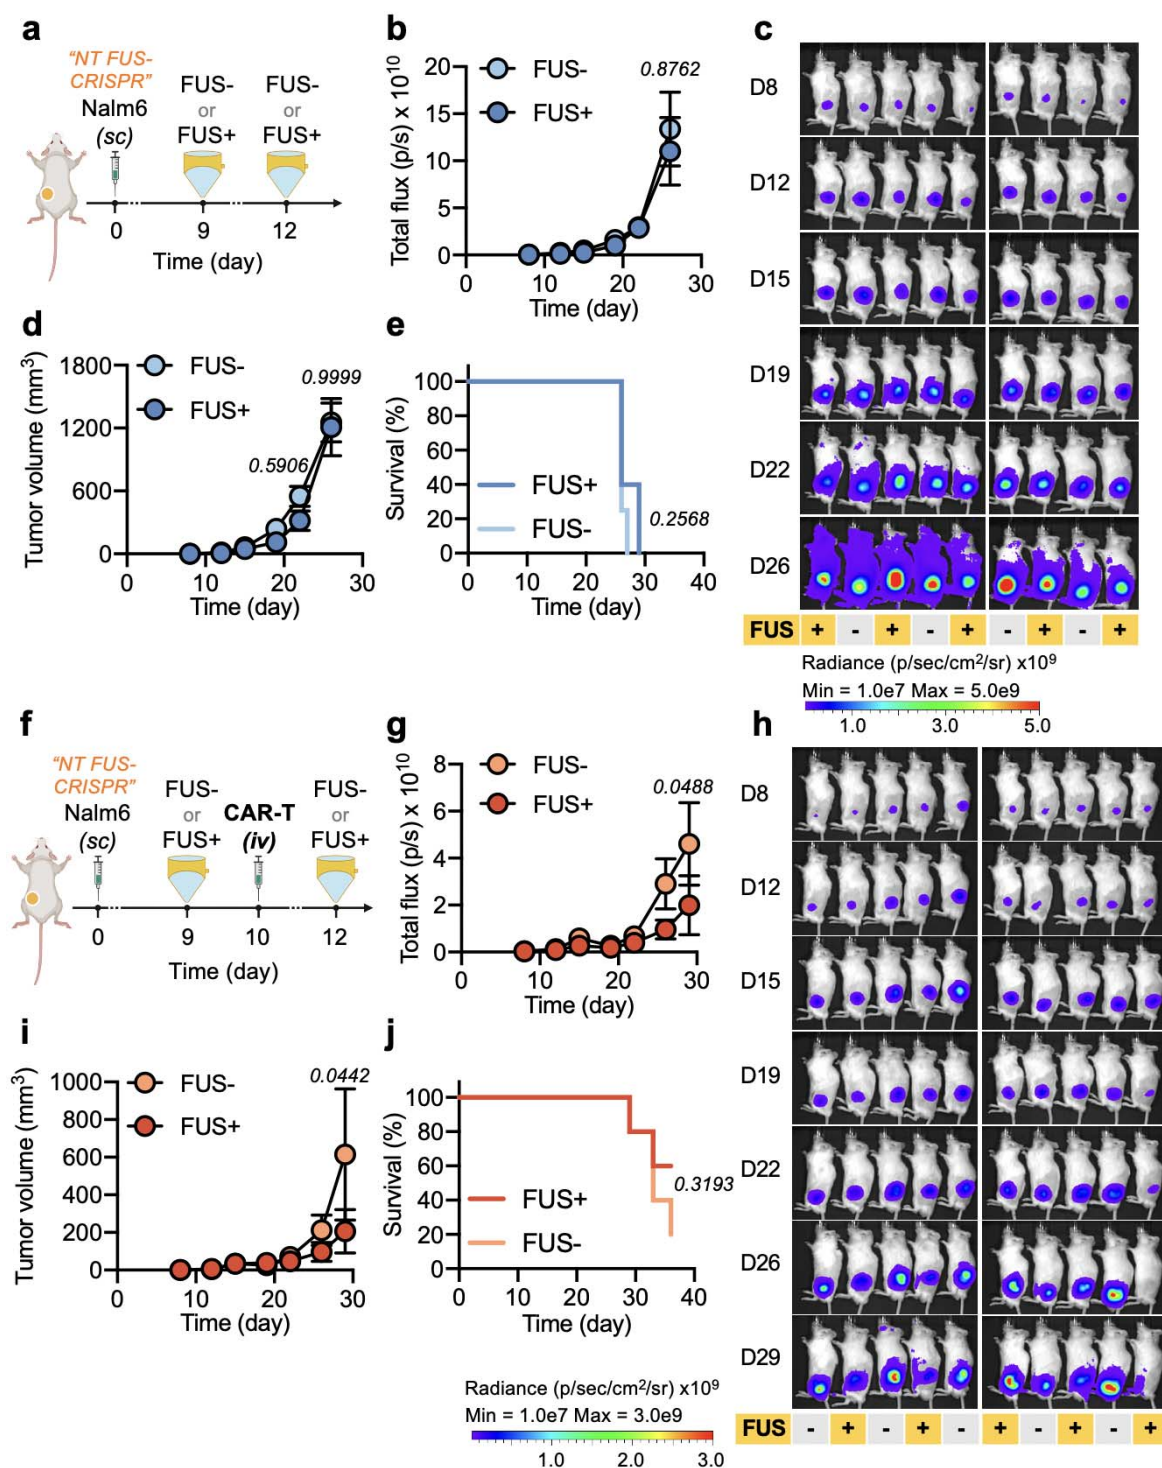 a
"NT FUS-
CRISPR"
Nalm6
(sc)
FUS-
or
FUS+
FUS-
or
FUS+
0
9
12
Time (day)
b
Total flux (p/s) x 10¹⁰
20
15
10
5
0
FUS-
FUS+
0.8762
0
10
20
30
Time (day)
c
D8
D12
D15
D19
D22
D26
FUS + - + - + - + - +
Radiance (p/sec/cm²/sr) x10⁹
Min = 1.0e7 Max = 5.0e9
1.0 3.0 5.0
d
Tumor volume (mm³)
1800
1200
600
0
FUS-
FUS+
0.9999
0.5906
0
10
20
30
Time (day)
e
Survival (%)
100
80
60
40
20
0
FUS+
FUS-
0.2568
0
10
20
30
40
Time (day)
f
"NT FUS-
CRISPR"
Nalm6
(sc)
FUS-
or
FUS+
CAR-T
(iv)
FUS-
or
FUS+
0
9
10
12
Time (day)
g
Total flux (p/s) x 10¹⁰
8
6
4
2
0
FUS-
FUS+
0.0488
0
10
20
30
Time (day)
h
D8
D12
D15
D19
D22
D26
D29
FUS - + - + - + - + - +
i
Tumor volume (mm³)
1000
800
600
400
200
0
FUS-
FUS+
0.0442
0
10
20
30
Time (day)
j
Survival (%)
100
80
60
40
20
0
FUS+
FUS-
0.3193
0
10
20
30
40
Time (day)
Radiance (p/sec/cm²/sr) x10⁹
Min = 1.0e7 Max = 3.0e9
1.0 2.0 3.0